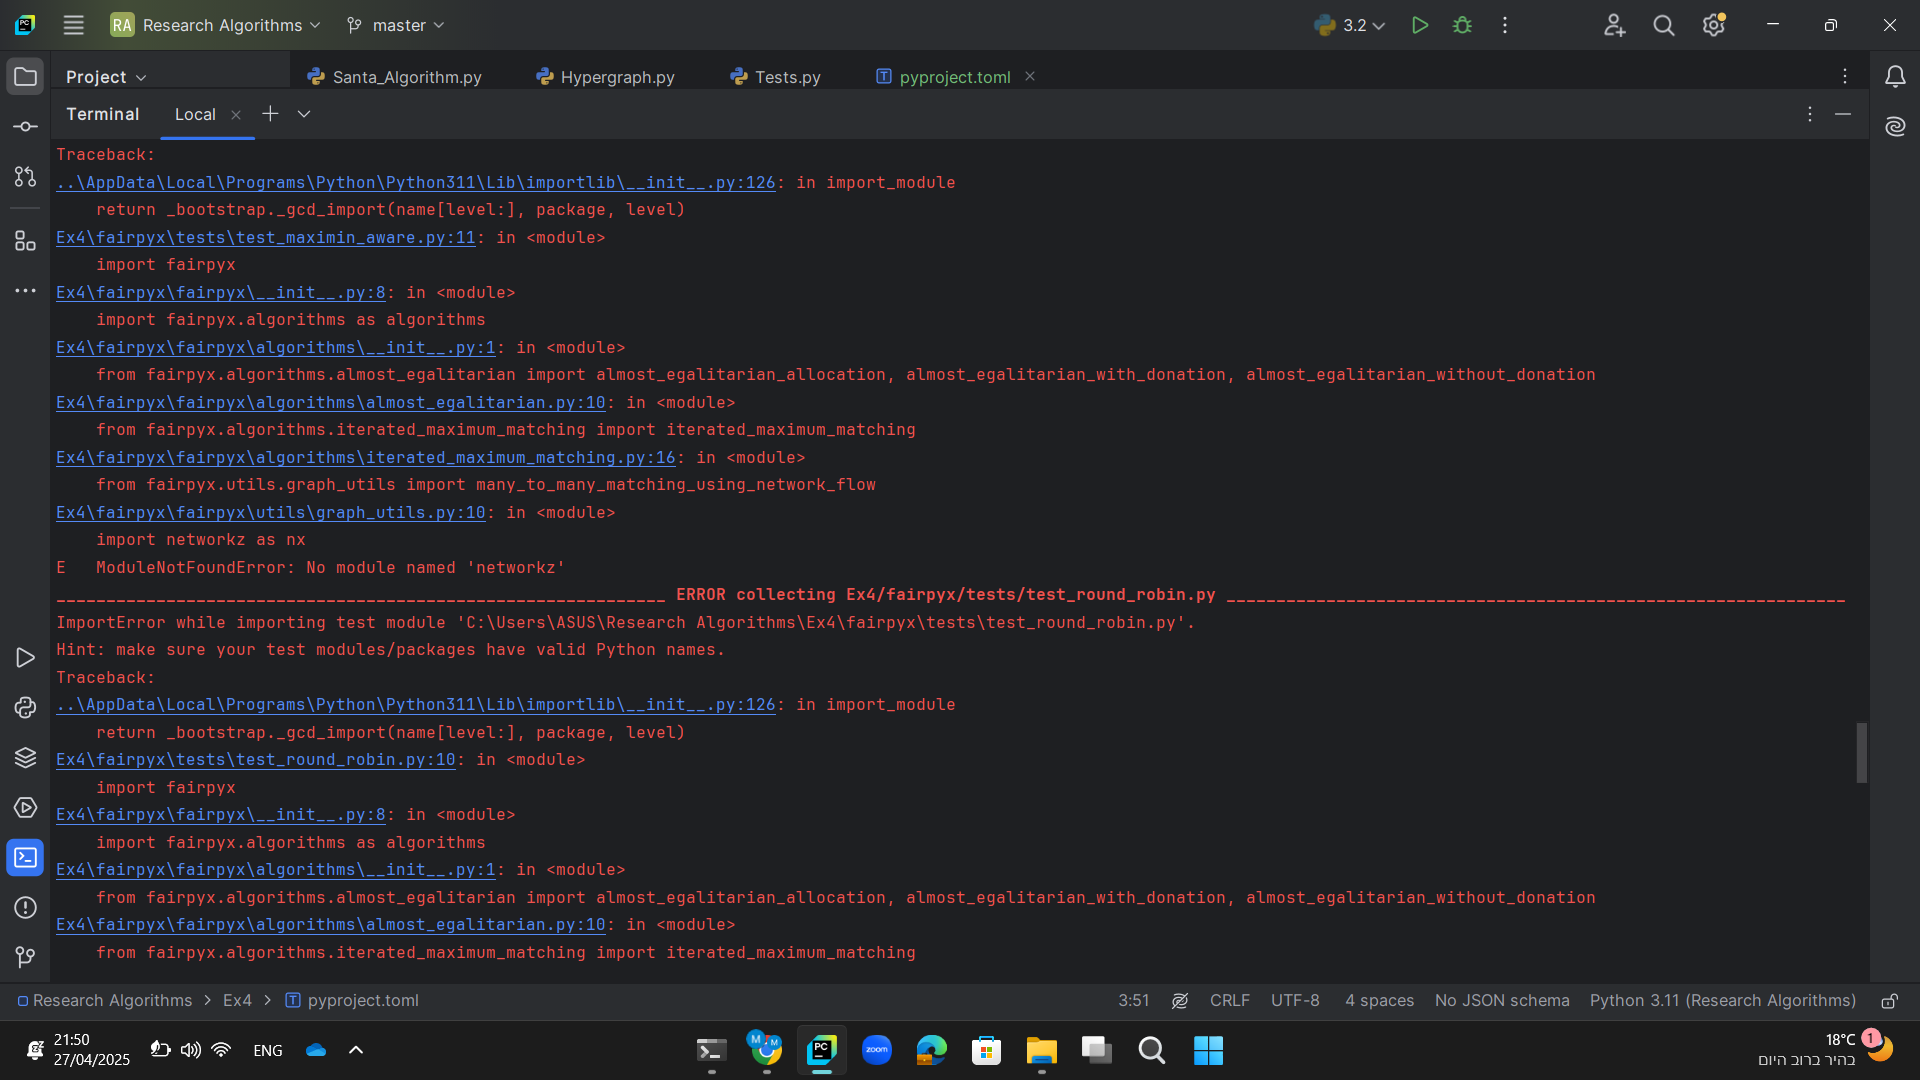 RA Research Algorithms master 3.2
Project Santa_Algorithm.py Hypergraph.py Tests.py pyproject.toml
Terminal Local
Traceback:
..\AppData\Local\Programs\Python\Python311\Lib\importlib\__init__.py:126: in import_module
return _bootstrap._gcd_import(name[level:], package, level)
Ex4\fairpyx\tests\test_maximin_aware.py:11: in <module>
import fairpyx
Ex4\fairpyx\fairpyx\__init__.py:8: in <module>
import fairpyx.algorithms as algorithms
Ex4\fairpyx\fairpyx\algorithms\__init__.py:1: in <module>
from fairpyx.algorithms.almost_egalitarian import almost_egalitarian_allocation, almost_egalitarian_with_donation, almost_egalitarian_without_donation
Ex4\fairpyx\fairpyx\algorithms\almost_egalitarian.py:10: in <module>
from fairpyx.algorithms.iterated_maximum_matching import iterated_maximum_matching
Ex4\fairpyx\fairpyx\algorithms\iterated_maximum_matching.py:16: in <module>
from fairpyx.utils.graph_utils import many_to_many_matching_using_network_flow
Ex4\fairpyx\fairpyx\utils\graph_utils.py:10: in <module>
import networkz as nx
E ModuleNotFoundError: No module named 'networkz'
_____________________________________________________________ ERROR collecting Ex4/fairpyx/tests/test_round_robin.py ______________________________________________________________
ImportError while importing test module 'C:\Users\ASUS\Research Algorithms\Ex4\fairpyx\tests\test_round_robin.py'.
Hint: make sure your test modules/packages have valid Python names.
Traceback:
..\AppData\Local\Programs\Python\Python311\Lib\importlib\__init__.py:126: in import_module
return _bootstrap._gcd_import(name[level:], package, level)
Ex4\fairpyx\tests\test_round_robin.py:10: in <module>
import fairpyx
Ex4\fairpyx\fairpyx\__init__.py:8: in <module>
import fairpyx.algorithms as algorithms
Ex4\fairpyx\fairpyx\algorithms\__init__.py:1: in <module>
from fairpyx.algorithms.almost_egalitarian import almost_egalitarian_allocation, almost_egalitarian_with_donation, almost_egalitarian_without_donation
Ex4\fairpyx\fairpyx\algorithms\almost_egalitarian.py:10: in <module>
from fairpyx.algorithms.iterated_maximum_matching import iterated_maximum_matching
Research Algorithms > Ex4 > pyproject.toml 3:51 CRLF UTF-8 4 spaces No JSON schema Python 3.11 (Research Algorithms)
21:50 18°C 1
27/04/2025 ENG zoom בהיר ברוב היום